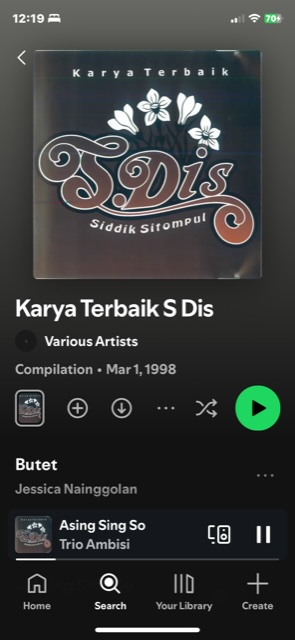 12:19
70
Karya Terbaik
S.Dis
Siddik Sitompul
Karya Terbaik S Dis
Various Artists
Compilation • Mar 1, 1998
Butet
Jessica Nainggolan
Asing Sing So
Trio Ambisi
Home
Search
Your Library
Create